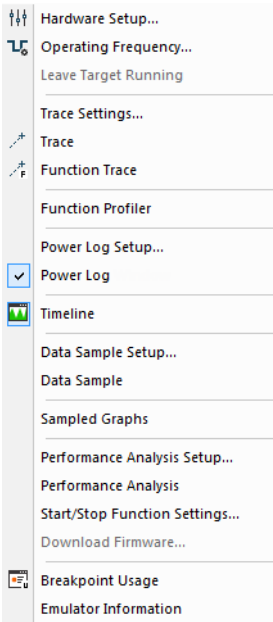 Hardware Setup...
Operating Frequency...
Leave Target Running
Trace Settings...
Trace
Function Trace
Function Profiler
Power Log Setup...
Power Log
Timeline
Data Sample Setup...
Data Sample
Sampled Graphs
Performance Analysis Setup...
Performance Analysis
Start/Stop Function Settings...
Download Firmware...
Breakpoint Usage
Emulator Information